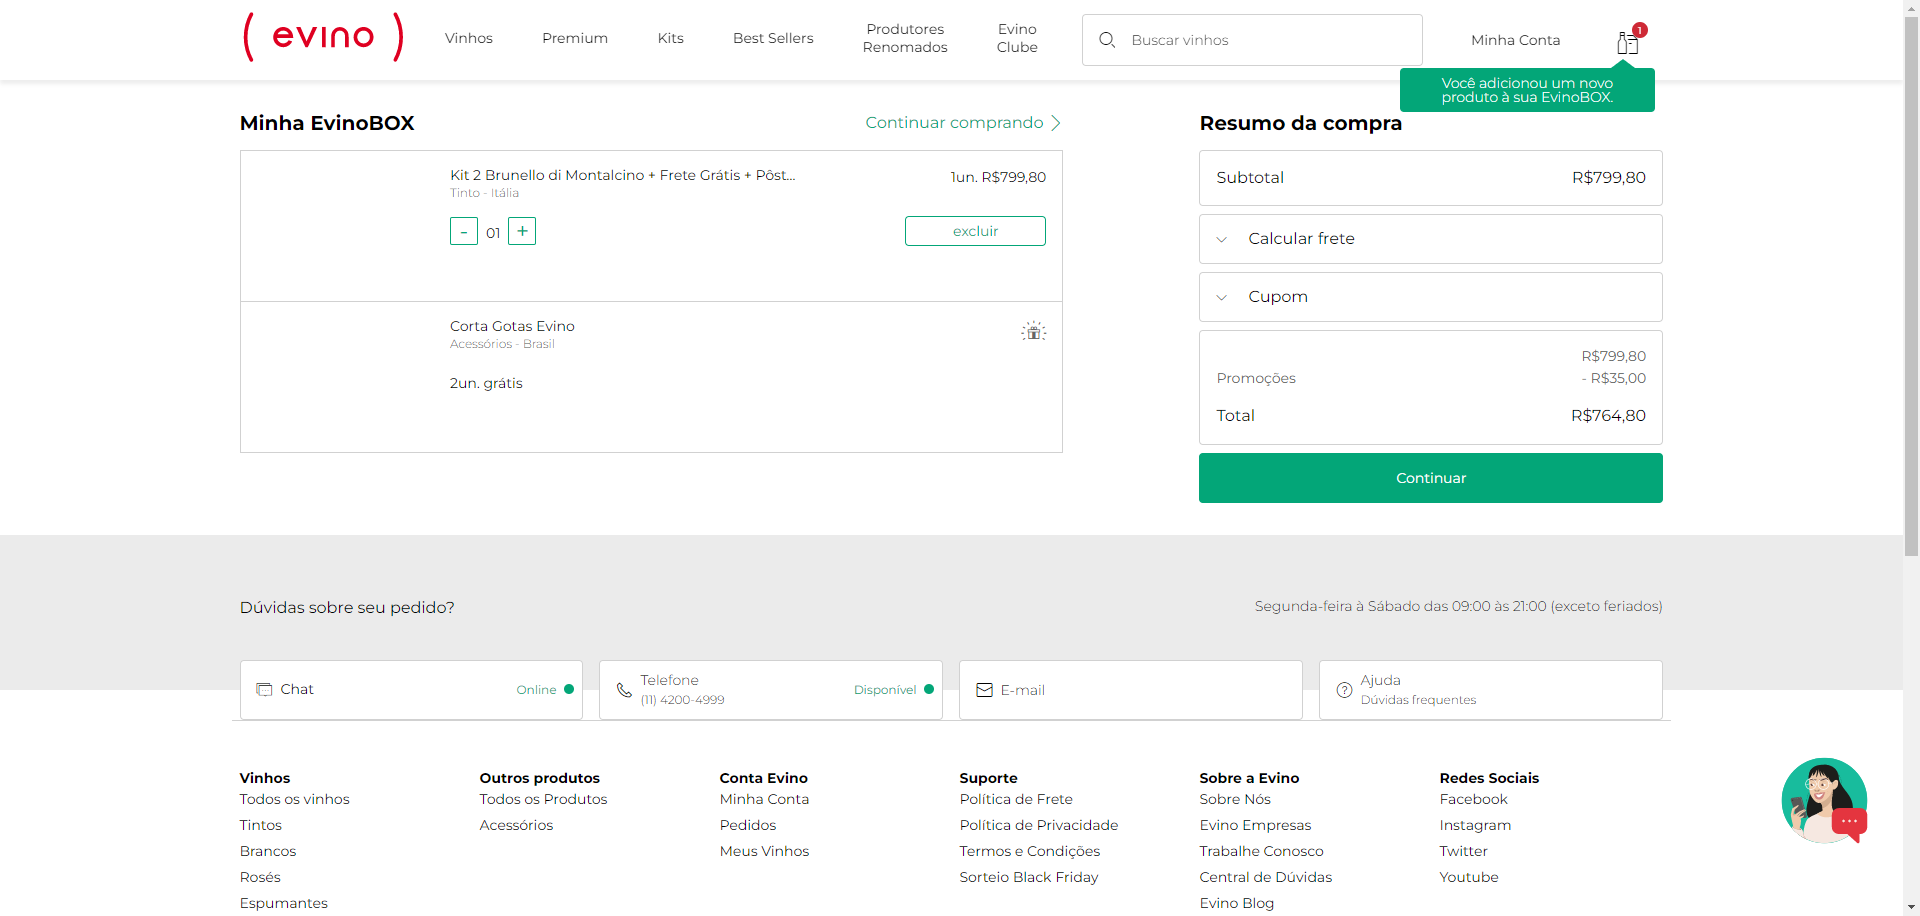 ( evino )
Vinhos
Premium
Kits
Best Sellers
Produtores
Renomados
Evino
Clube
Buscar vinhos
Minha Conta
1
Você adicionou um novo
produto à sua EvinoBOX.
Minha EvinoBOX
Continuar comprando
Kit 2 Brunello di Montalcino + Frete Grátis + Pôst...
1un. R$799,80
Tinto - Itália
- 01 +
excluir
Corta Gotas Evino
Acessórios - Brasil
2un. grátis
Resumo da compra
Subtotal R$799,80
Calcular frete
Cupom
R$799,80
Promoções - R$35,00
Total R$764,80
Continuar
Dúvidas sobre seu pedido?
Segunda-feira à Sábado das 09:00 às 21:00 (exceto feriados)
Chat
Online
Telefone
(11) 4200-4999
Disponível
E-mail
Ajuda
Dúvidas frequentes
Vinhos
Todos os vinhos
Tintos
Brancos
Rosés
Espumantes
Outros produtos
Todos os Produtos
Acessórios
Conta Evino
Minha Conta
Pedidos
Meus Vinhos
Suporte
Política de Frete
Política de Privacidade
Termos e Condições
Sorteio Black Friday
Sobre a Evino
Sobre Nós
Evino Empresas
Trabalhe Conosco
Central de Dúvidas
Evino Blog
Redes Sociais
Facebook
Instagram
Twitter
Youtube